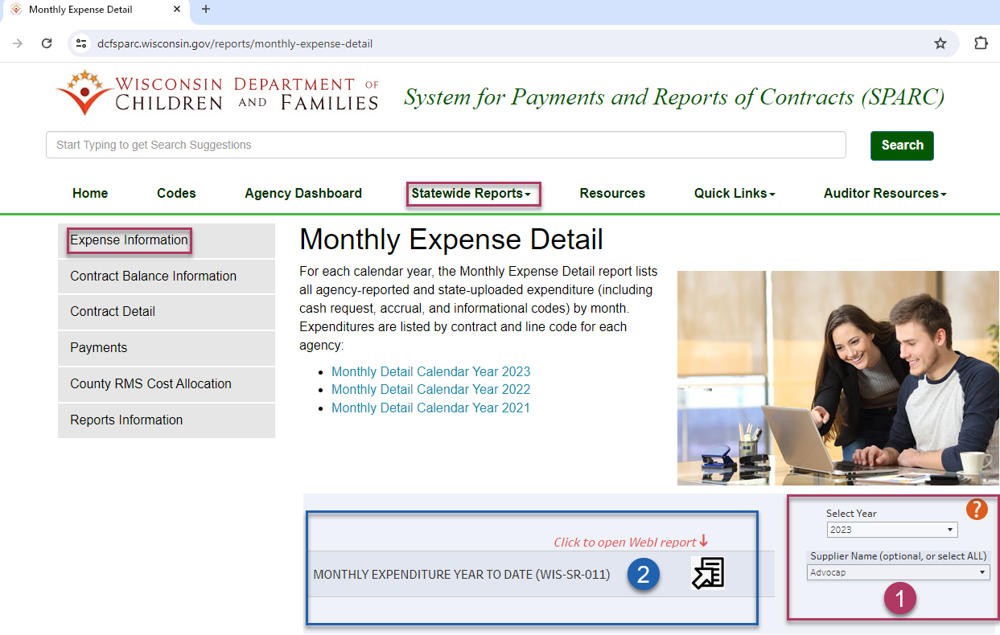 Monthly Expense Detail
dcfsparc.wisconsin.gov/reports/monthly-expense-detail
WISCONSIN DEPARTMENT OF
CHILDREN AND FAMILIES
System for Payments and Reports of Contracts (SPARC)
Start Typing to get Search Suggestions
Search
Home Codes Agency Dashboard Statewide Reports Resources Quick Links Auditor Resources
Expense Information
Contract Balance Information
Contract Detail
Payments
County RMS Cost Allocation
Reports Information
Monthly Expense Detail
For each calendar year, the Monthly Expense Detail report lists
all agency-reported and state-uploaded expenditure (including
cash request, accrual, and informational codes) by month.
Expenditures are listed by contract and line code for each
agency:
Monthly Detail Calendar Year 2023
Monthly Detail Calendar Year 2022
Monthly Detail Calendar Year 2021
Click to open WebI report
MONTHLY EXPENDITURE YEAR TO DATE (WIS-SR-011)
2
?
Select Year
2023
Supplier Name (optional, or select ALL)
Advocap
1